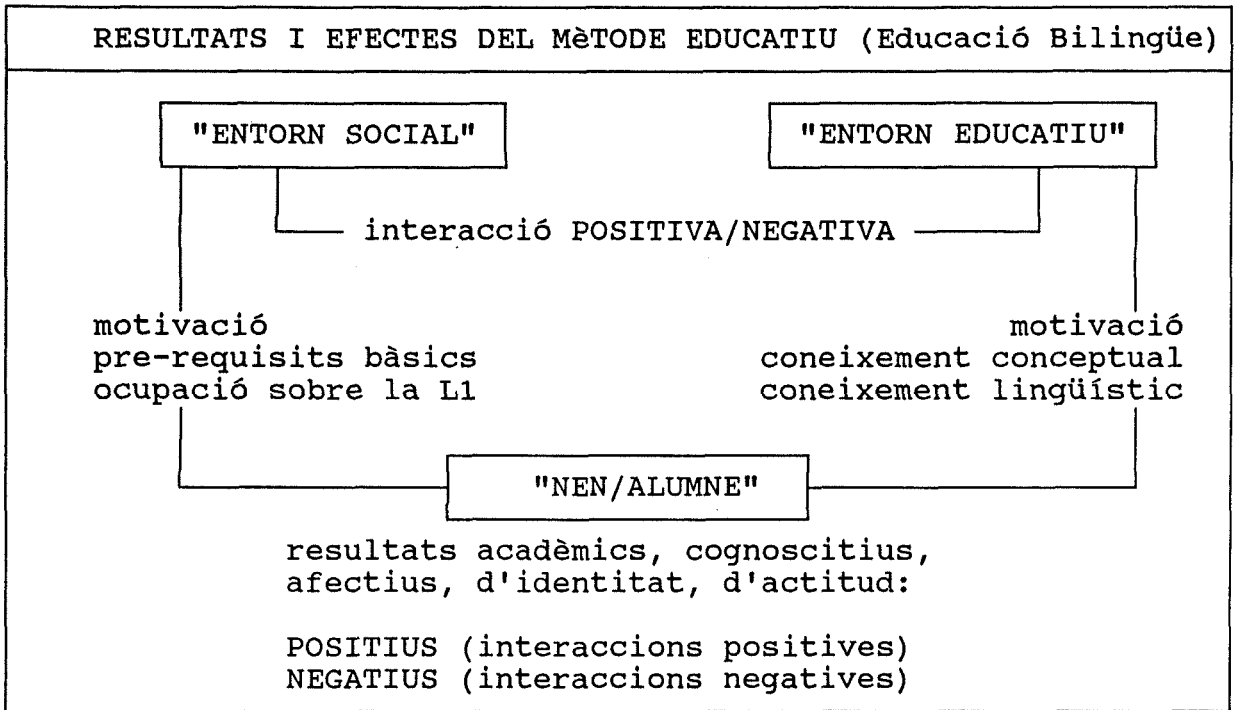 RESULTATS I EFECTES DEL MèTODE EDUCATIU (Educació Bilingüe)
"ENTORN SOCIAL"
"ENTORN EDUCATIU"
interacció POSITIVA/NEGATIVA
motivació
pre-requisits bàsics
ocupació sobre la L1
motivació
coneixement conceptual
coneixement lingüístic
"NEN/ALUMNE"
resultats acadèmics, cognoscitius,
afectius, d'identitat, d'actitud:
POSITIUS (interaccions positives)
NEGATIUS (interaccions negatives)